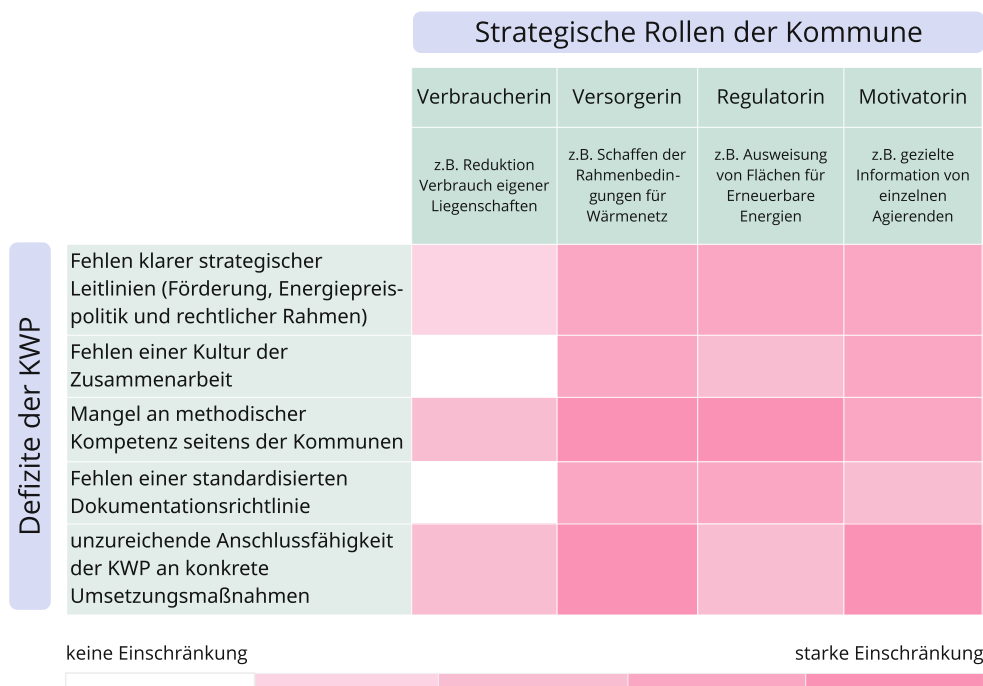 Strategische Rollen der Kommune
Verbraucherin
Versorgerin
Regulatorin
Motivatorin
z.B. Reduktion
Verbrauch eigener
Liegenschaften
z.B. Schaffen der
Rahmenbedin-
gungen für
Wärmenetz
z.B. Ausweisung
von Flächen für
Erneuerbare
Energien
z.B. gezielte
Information von
einzelnen
Agierenden
Defizite der KWP
Fehlen klarer strategischer
Leitlinien (Förderung, Energiepreis-
politik und rechtlicher Rahmen)
Fehlen einer Kultur der
Zusammenarbeit
Mangel an methodischer
Kompetenz seitens der Kommunen
Fehlen einer standardisierten
Dokumentationsrichtlinie
unzureichende Anschlussfähigkeit
der KWP an konkrete
Umsetzungsmaßnahmen
keine Einschränkung
starke Einschränkung